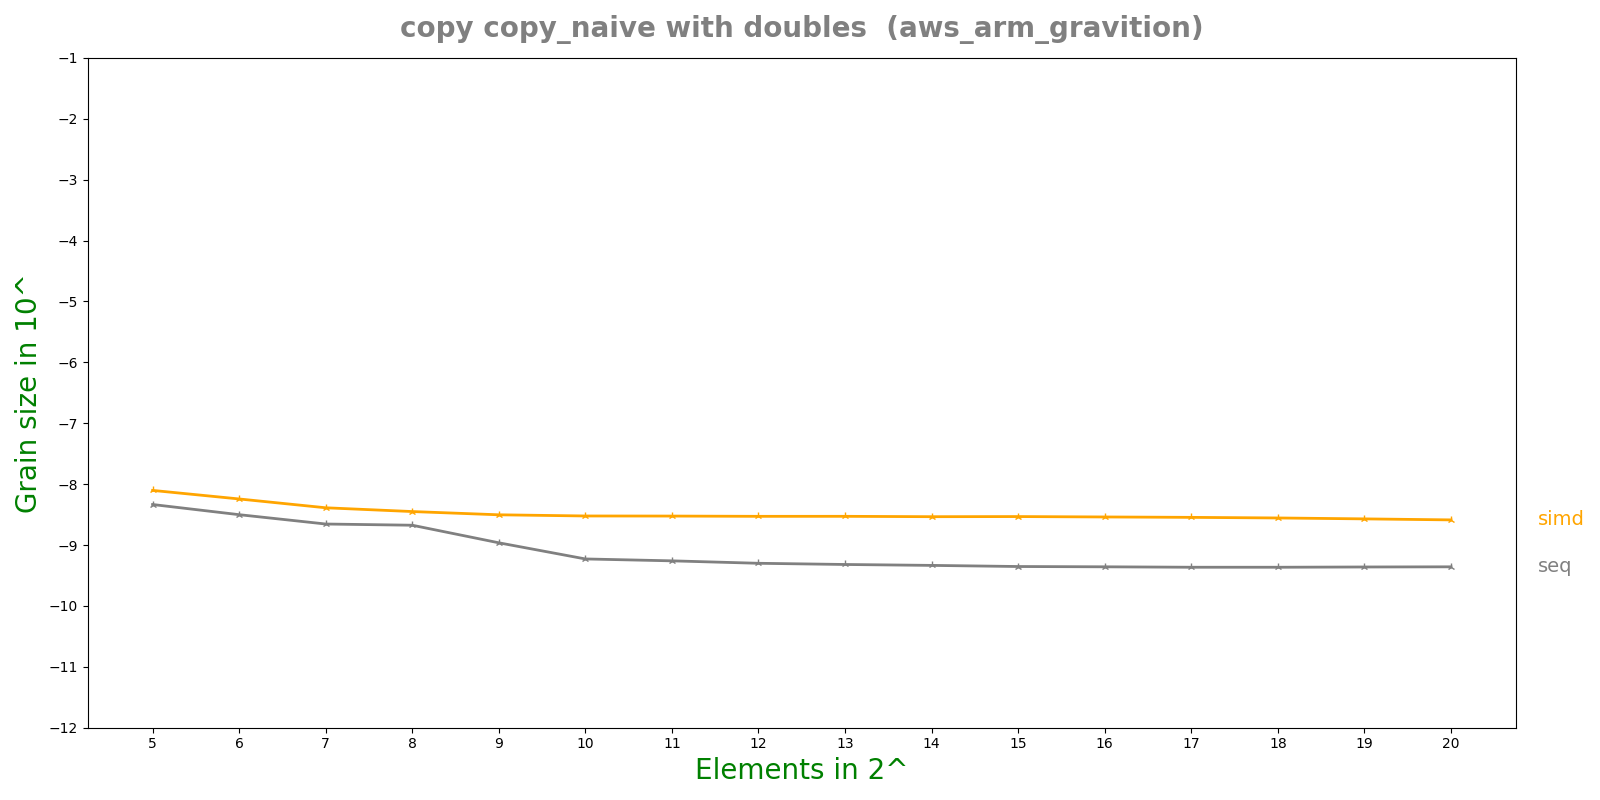 copy copy_naive with doubles  (aws_arm_gravition)
Grain size in 10^
−1
−2
−3
−4
−5
−6
−7
−8
−9
−10
−11
−12
simd
seq
5 6 7 8 9 10 11 12 13 14 15 16 17 18 19 20
Elements in 2^